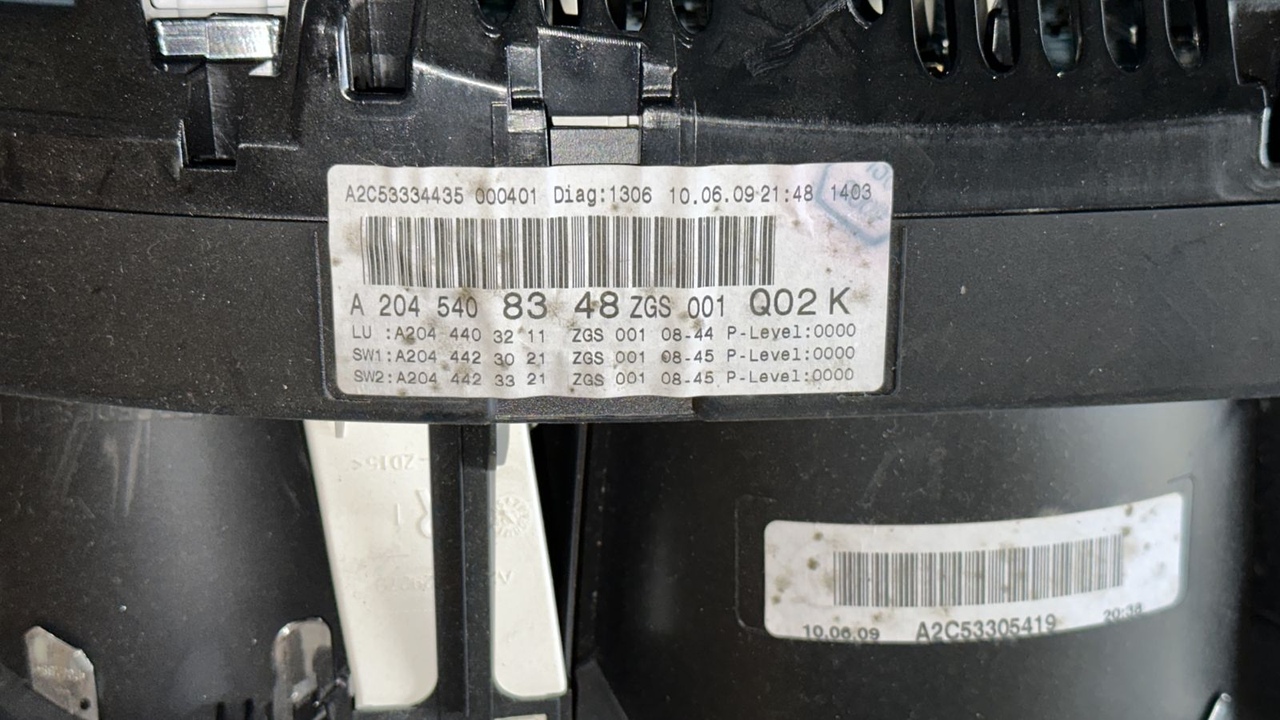 A2C53334435 000401 Diag:1306 10.06.09 21:48 1403
A 204 540 83 48 ZGS 001 Q02 K
LU :A204 440 32 11 ZGS 001 08-44 P-Level:0000
SW1:A204 442 30 21 ZGS 001 08-45 P-Level:0000
SW2:A204 442 33 21 ZGS 001 08-45 P-Level:0000
10.06.09 A2C53305419 20:38